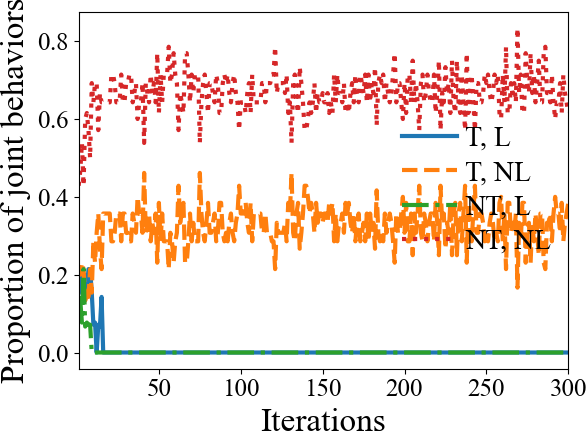 Proportion of joint behaviors
0.8
0.6
0.4
0.2
0.0
T, L
T, NL
NT, L
NT, NL
50 100 150 200 250 300
Iterations